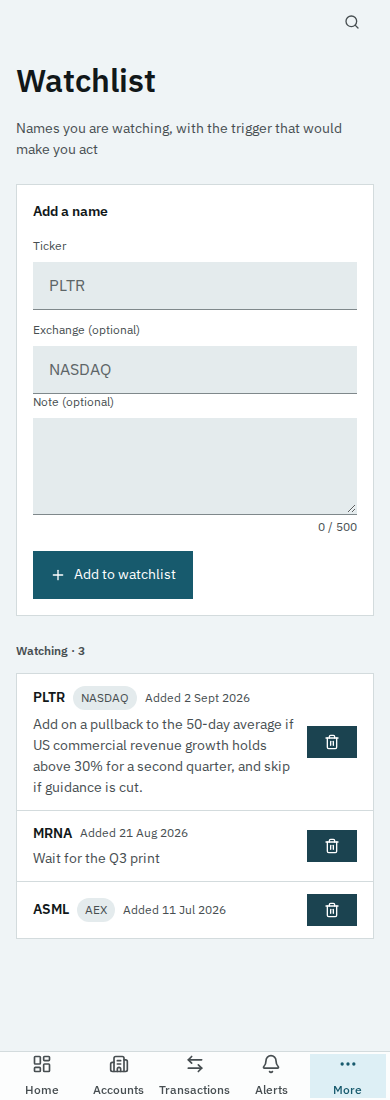 Watchlist
Names you are watching, with the trigger that would
make you act
Add a name
Ticker
PLTR
Exchange (optional)
NASDAQ
Note (optional)
0 / 500
Add to watchlist
Watching · 3
PLTR NASDAQ Added 2 Sept 2026
Add on a pullback to the 50-day average if
US commercial revenue growth holds
above 30% for a second quarter, and skip
if guidance is cut.
MRNA Added 21 Aug 2026
Wait for the Q3 print
ASML AEX Added 11 Jul 2026
Home Accounts Transactions Alerts More